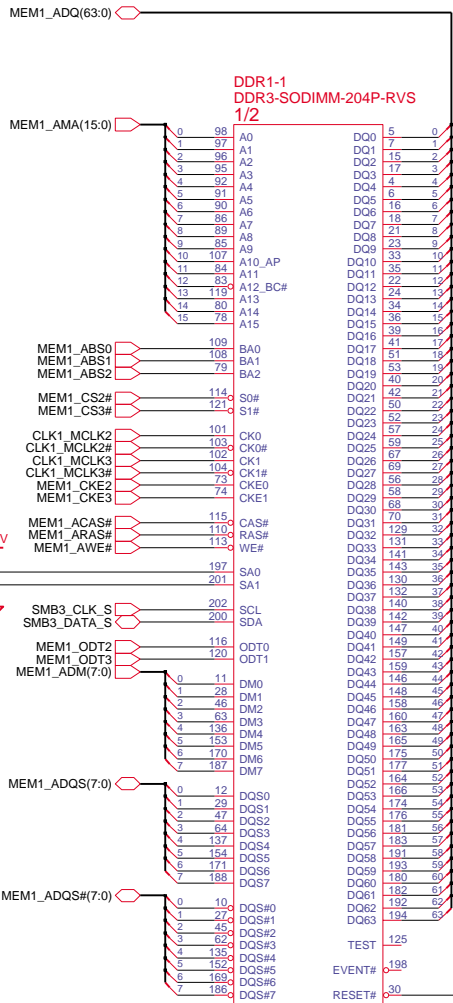 MEM1_ADQ(63:0)
DDR1-1
DDR3-SODIMM-204P-RVS
1/2
MEM1_AMA(15:0)
0 98 A0
1 97 A1
2 96 A2
3 95 A3
4 92 A4
5 91 A5
6 90 A6
7 86 A7
8 89 A8
9 85 A9
10 107 A10_AP
11 84 A11
12 83 A12_BC#
13 119 A13
14 80 A14
15 78 A15
MEM1_ABS0 109 BA0
MEM1_ABS1 108 BA1
MEM1_ABS2 79 BA2
MEM1_CS2# 114 S0#
MEM1_CS3# 121 S1#
CLK1_MCLK2 101 CK0
CLK1_MCLK2# 103 CK0#
CLK1_MCLK3 102 CK1
CLK1_MCLK3# 104 CK1#
MEM1_CKE2 73 CKE0
MEM1_CKE3 74 CKE1
MEM1_ACAS# 115 CAS#
MEM1_ARAS# 110 RAS#
MEM1_AWE# 113 WE#
V
197 SA0
201 SA1
SMB3_CLK_S 202 SCL
SMB3_DATA_S 200 SDA
MEM1_ODT2 116 ODT0
MEM1_ODT3 120 ODT1
MEM1_ADM(7:0)
0 11 DM0
1 28 DM1
2 46 DM2
3 63 DM3
4 136 DM4
5 153 DM5
6 170 DM6
7 187 DM7
MEM1_ADQS(7:0)
0 12 DQS0
1 29 DQS1
2 47 DQS2
3 64 DQS3
4 137 DQS4
5 154 DQS5
6 171 DQS6
7 188 DQS7
MEM1_ADQS#(7:0)
0 10 DQS#0
1 27 DQS#1
2 45 DQS#2
3 62 DQS#3
4 135 DQS#4
5 152 DQS#5
6 169 DQS#6
7 186 DQS#7
DQ0 5 0
DQ1 7 1
DQ2 15 2
DQ3 17 3
DQ4 4 4
DQ5 6 5
DQ6 16 6
DQ7 18 7
DQ8 21 8
DQ9 23 9
DQ10 33 10
DQ11 35 11
DQ12 22 12
DQ13 24 13
DQ14 34 14
DQ15 36 15
DQ16 39 16
DQ17 41 17
DQ18 51 18
DQ19 53 19
DQ20 40 20
DQ21 42 21
DQ22 50 22
DQ23 52 23
DQ24 57 24
DQ25 59 25
DQ26 67 26
DQ27 69 27
DQ28 56 28
DQ29 58 29
DQ30 68 30
DQ31 70 31
DQ32 129 32
DQ33 131 33
DQ34 141 34
DQ35 143 35
DQ36 130 36
DQ37 132 37
DQ38 140 38
DQ39 142 39
DQ40 147 40
DQ41 149 41
DQ42 157 42
DQ43 159 43
DQ44 146 44
DQ45 148 45
DQ46 158 46
DQ47 160 47
DQ48 163 48
DQ49 165 49
DQ50 175 50
DQ51 177 51
DQ52 164 52
DQ53 166 53
DQ54 174 54
DQ55 176 55
DQ56 181 56
DQ57 183 57
DQ58 191 58
DQ59 193 59
DQ60 180 60
DQ61 182 61
DQ62 192 62
DQ63 194 63
TEST 125
EVENT# 198
RESET# 30